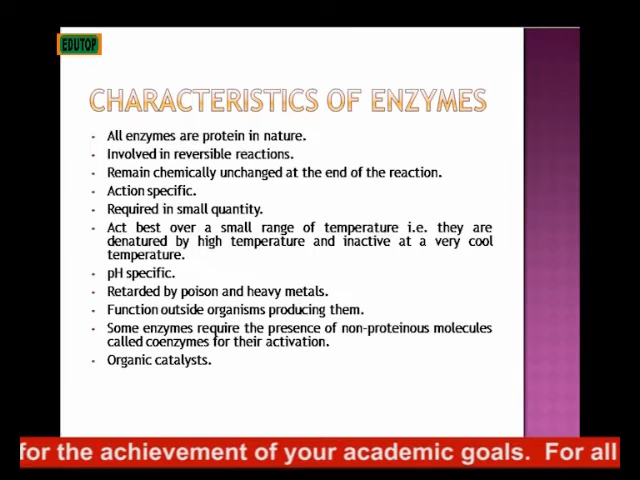 EDUTOP
CHARACTERISTICS OF ENZYMES
- All enzymes are protein in nature.
- Involved in reversible reactions.
- Remain chemically unchanged at the end of the reaction.
- Action specific.
- Required in small quantity.
- Act best over a small range of temperature i.e. they are
denatured by high temperature and inactive at a very cool
temperature.
- pH specific.
- Retarded by poison and heavy metals.
- Function outside organisms producing them.
- Some enzymes require the presence of non-proteinous molecules
called coenzymes for their activation.
- Organic catalysts.
for the achievement of your academic goals. For all